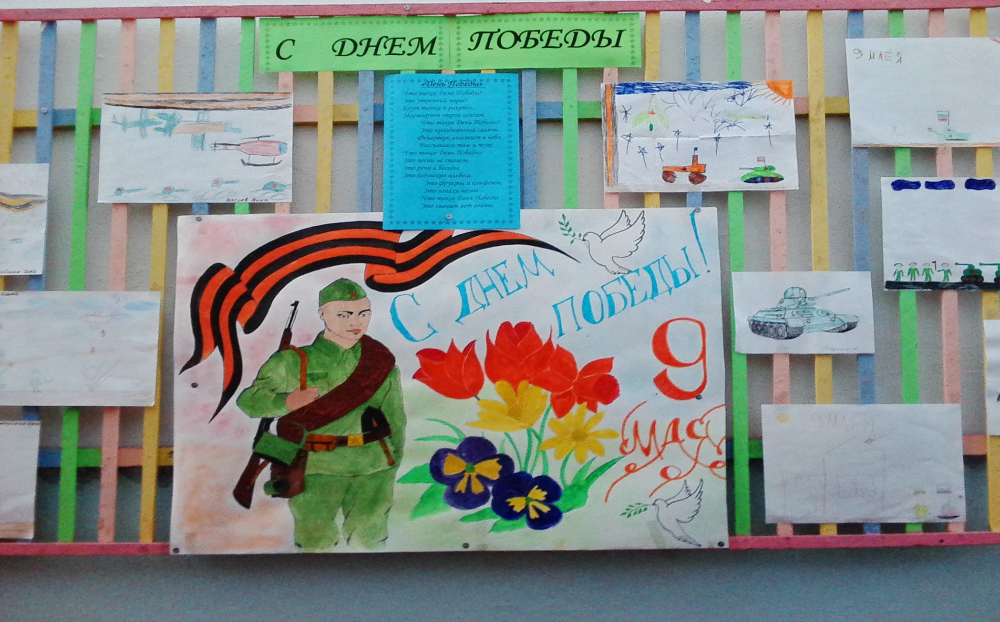 С ДНЕМ ПОБЕДЫ
«День Победы»
Что такое День Победы?
Это утренний парад:
Едут танки и ракеты,
Марширует строй солдат.
Что такое День Победы?
Это праздничный салют:
Фейерверк взлетает в небо,
Рассыпаясь там и тут.
Что такое День Победы?
Это песни за столом,
Это речи и беседы,
Это дедушкин альбом.
Это фрукты и конфеты,
Это запахи весны...
Что такое День Победы -
Это значит нет войны.
С ДНЕМ
ПОБЕДЫ!
9
МАЯ
9 МАЕЯ